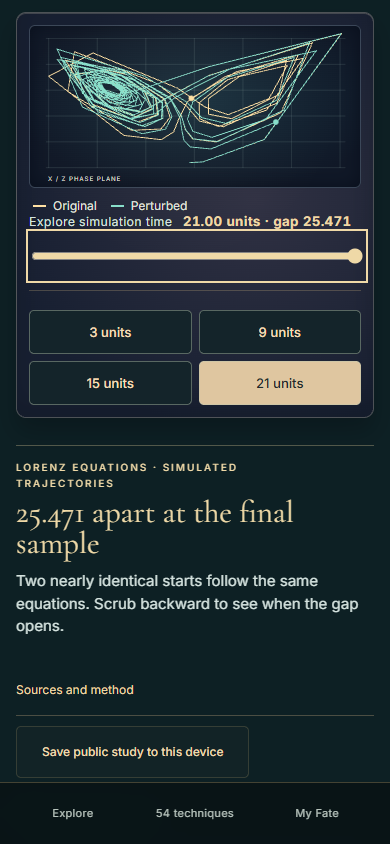 X / Z PHASE PLANE
Original Perturbed
Explore simulation time 21.00 units · gap 25.471
3 units 9 units
15 units 21 units
LORENZ EQUATIONS · SIMULATED
TRAJECTORIES
25.471 apart at the final
sample
Two nearly identical starts follow the same
equations. Scrub backward to see when the gap
opens.
Sources and method
Save public study to this device
Explore 54 techniques My Fate